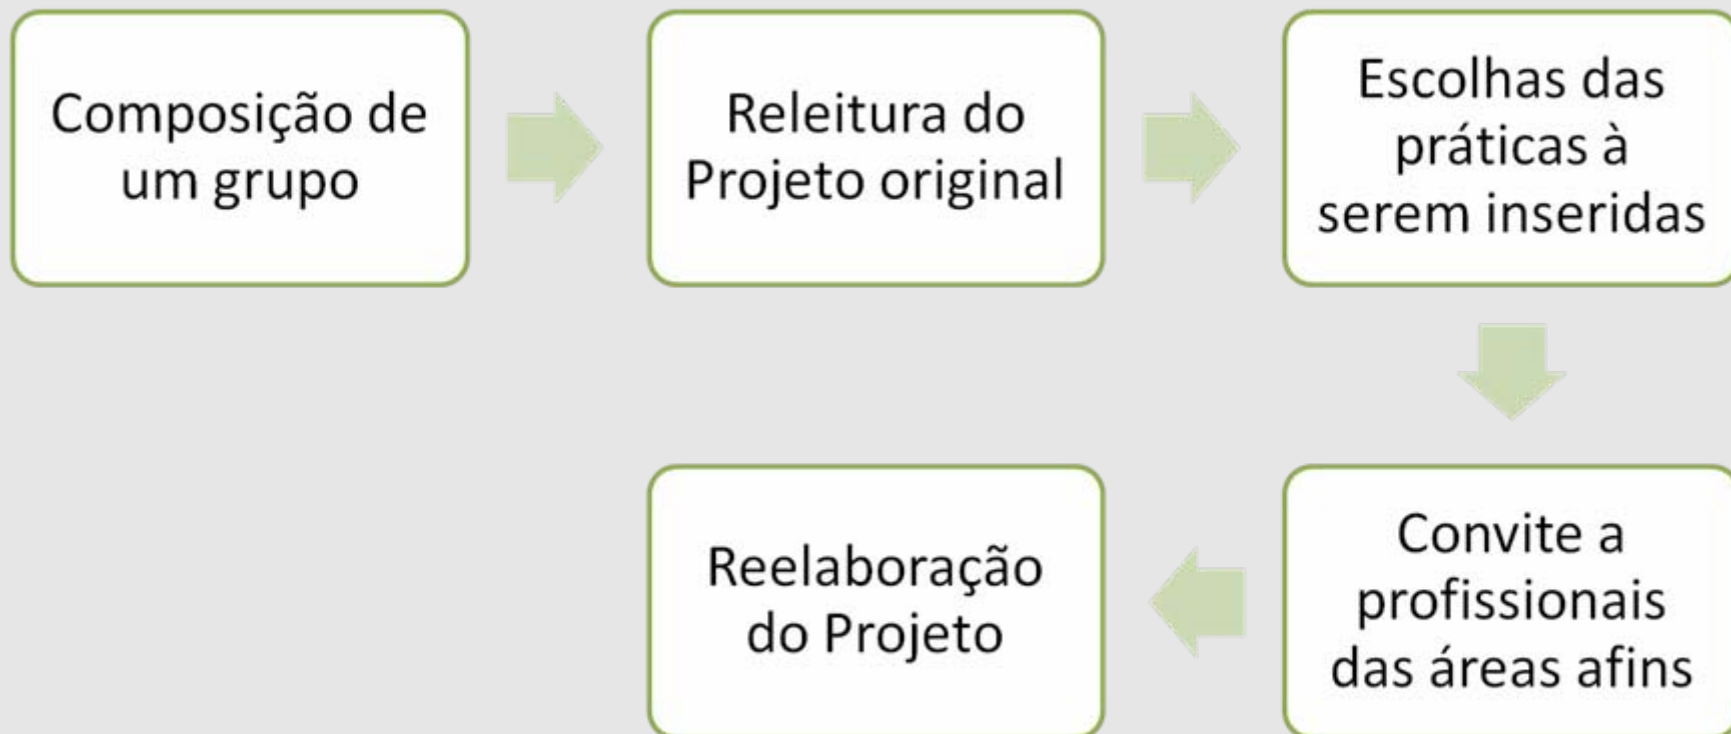 Composição de
um grupo
Releitura do
Projeto original
Escolhas das
práticas à
serem inseridas
Convite a
profissionais
das áreas afins
Reelaboração
do Projeto